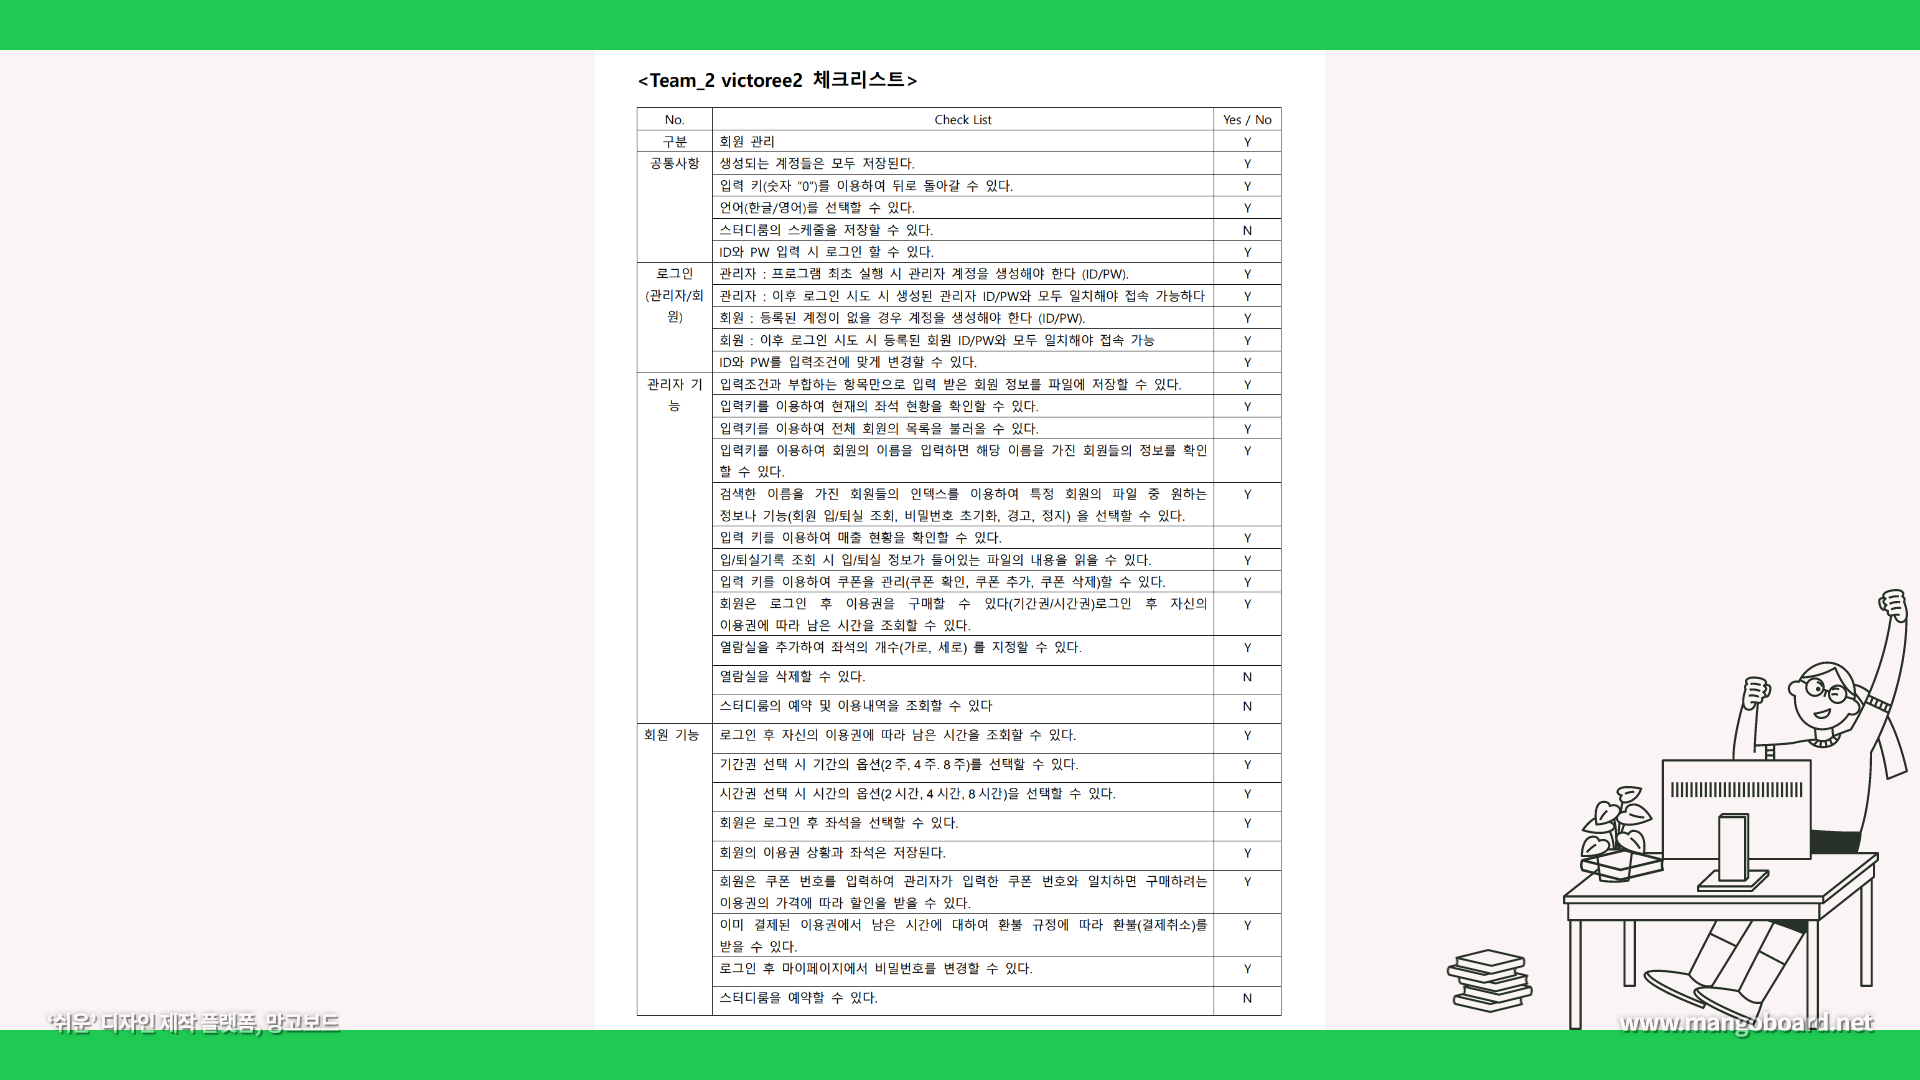 <Team_2 victoree2 체크리스트>
No. Check List Yes / No
구분 회원 관리 Y
공통사항 생성되는 계정들은 모두 저장된다. Y
입력 키(숫자 "0")를 이용하여 뒤로 돌아갈 수 있다. Y
언어(한글/영어)를 선택할 수 있다. Y
스터디룸의 스케줄을 저장할 수 있다. N
ID와 PW 입력 시 로그인 할 수 있다. Y
로그인 관리자 : 프로그램 최초 실행 시 관리자 계정을 생성해야 한다 (ID/PW). Y
(관리자/회 관리자 : 이후 로그인 시도 시 생성된 관리자 ID/PW와 모두 일치해야 접속 가능하다 Y
원) 회원 : 등록된 계정이 없을 경우 계정을 생성해야 한다 (ID/PW). Y
회원 : 이후 로그인 시도 시 등록된 회원 ID/PW와 모두 일치해야 접속 가능 Y
ID와 PW를 입력조건에 맞게 변경할 수 있다. Y
관리자 기 입력조건과 부합하는 항목만으로 입력 받은 회원 정보를 파일에 저장할 수 있다. Y
능 입력키를 이용하여 현재의 좌석 현황을 확인할 수 있다. Y
입력키를 이용하여 전체 회원의 목록을 불러올 수 있다. Y
입력키를 이용하여 회원의 이름을 입력하면 해당 이름을 가진 회원들의 정보를 확인 Y
할 수 있다.
검색한 이름을 가진 회원들의 인덱스를 이용하여 특정 회원의 파일 중 원하는 Y
정보나 기능(회원 입/퇴실 조회, 비밀번호 초기화, 경고, 정지) 을 선택할 수 있다.
입력 키를 이용하여 매출 현황을 확인할 수 있다. Y
입/퇴실기록 조회 시 입/퇴실 정보가 들어있는 파일의 내용을 읽을 수 있다. Y
입력 키를 이용하여 쿠폰을 관리(쿠폰 확인, 쿠폰 추가, 쿠폰 삭제)할 수 있다. Y
회원은 로그인 후 이용권을 구매할 수 있다(기간권/시간권)로그인 후 자신의 Y
이용권에 따라 남은 시간을 조회할 수 있다.
열람실을 추가하여 좌석의 개수(가로, 세로) 를 지정할 수 있다. Y
열람실을 삭제할 수 있다. N
스터디룸의 예약 및 이용내역을 조회할 수 있다 N
회원 기능 로그인 후 자신의 이용권에 따라 남은 시간을 조회할 수 있다. Y
기간권 선택 시 기간의 옵션(2 주, 4 주. 8 주)를 선택할 수 있다. Y
시간권 선택 시 시간의 옵션(2 시간, 4 시간, 8 시간)을 선택할 수 있다. Y
회원은 로그인 후 좌석을 선택할 수 있다. Y
회원의 이용권 상황과 좌석은 저장된다. Y
회원은 쿠폰 번호를 입력하여 관리자가 입력한 쿠폰 번호와 일치하면 구매하려는 Y
이용권의 가격에 따라 할인을 받을 수 있다.
이미 결제된 이용권에서 남은 시간에 대하여 환불 규정에 따라 환불(결제취소)를 Y
받을 수 있다.
로그인 후 마이페이지에서 비밀번호를 변경할 수 있다. Y
스터디룸을 예약할 수 있다. N
'쉬운' 디자인 제작 플랫폼, 망고보드
www.mangoboard.net